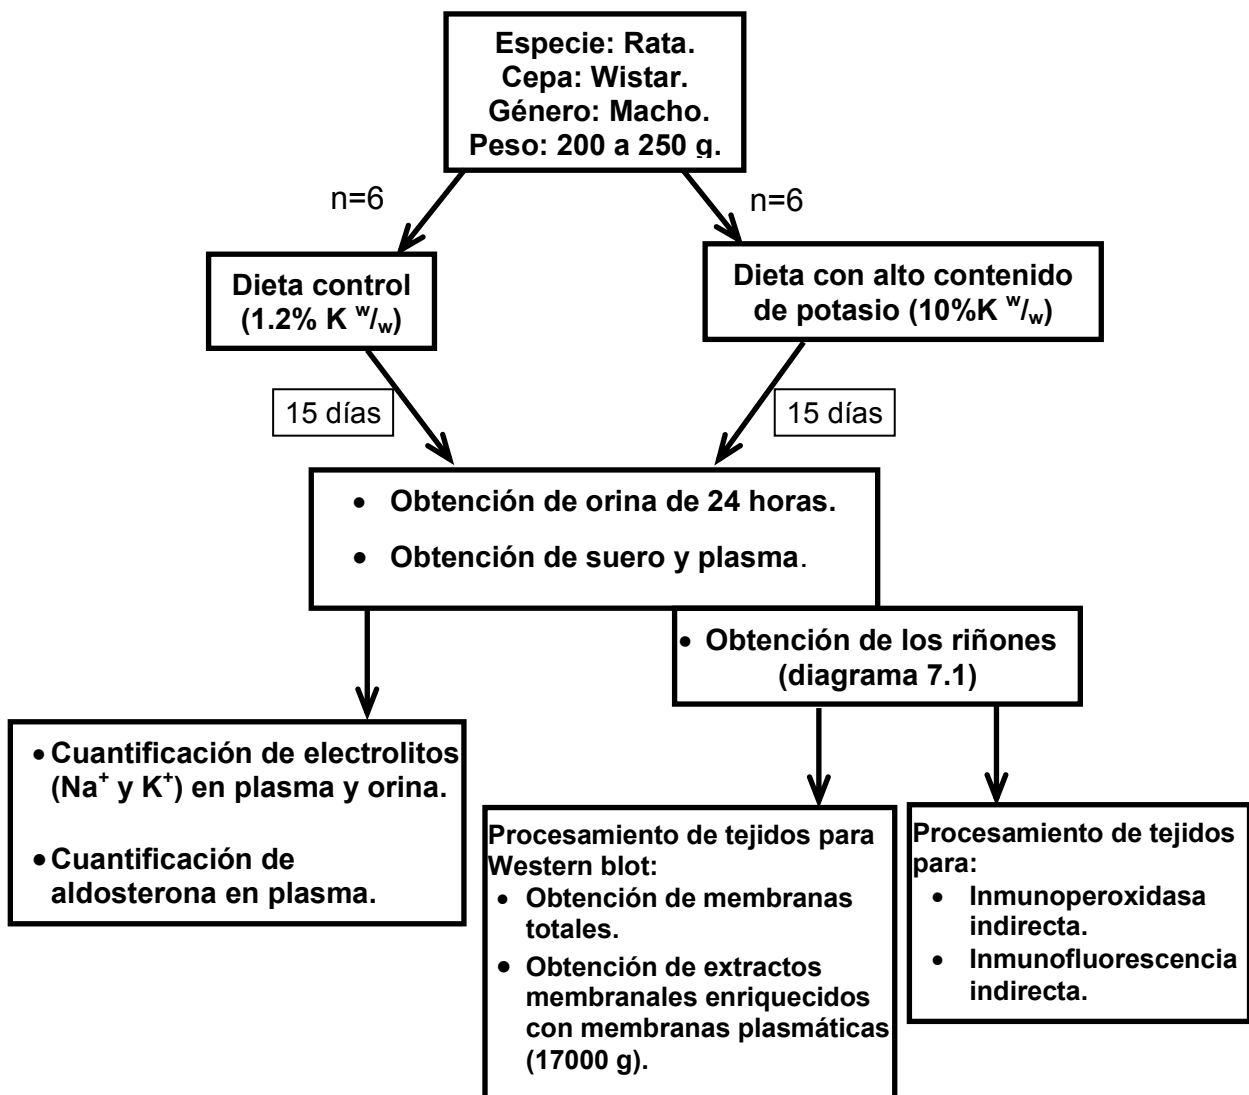 Especie: Rata.
Cepa: Wistar.
Género: Macho.
Peso: 200 a 250 g.
n=6
n=6
Dieta control
(1.2% K w/w)
Dieta con alto contenido
de potasio (10%K w/w)
15 días
15 días
• Obtención de orina de 24 horas.
• Obtención de suero y plasma.
• Obtención de los riñones
(diagrama 7.1)
• Cuantificación de electrolitos
(Na⁺ y K⁺) en plasma y orina.
• Cuantificación de
aldosterona en plasma.
Procesamiento de tejidos para
Western blot:
• Obtención de membranas
totales.
• Obtención de extractos
membranales enriquecidos
con membranas plasmáticas
(17000 g).
Procesamiento de tejidos
para:
• Inmunoperoxidasa
indirecta.
• Inmunofluorescencia
indirecta.